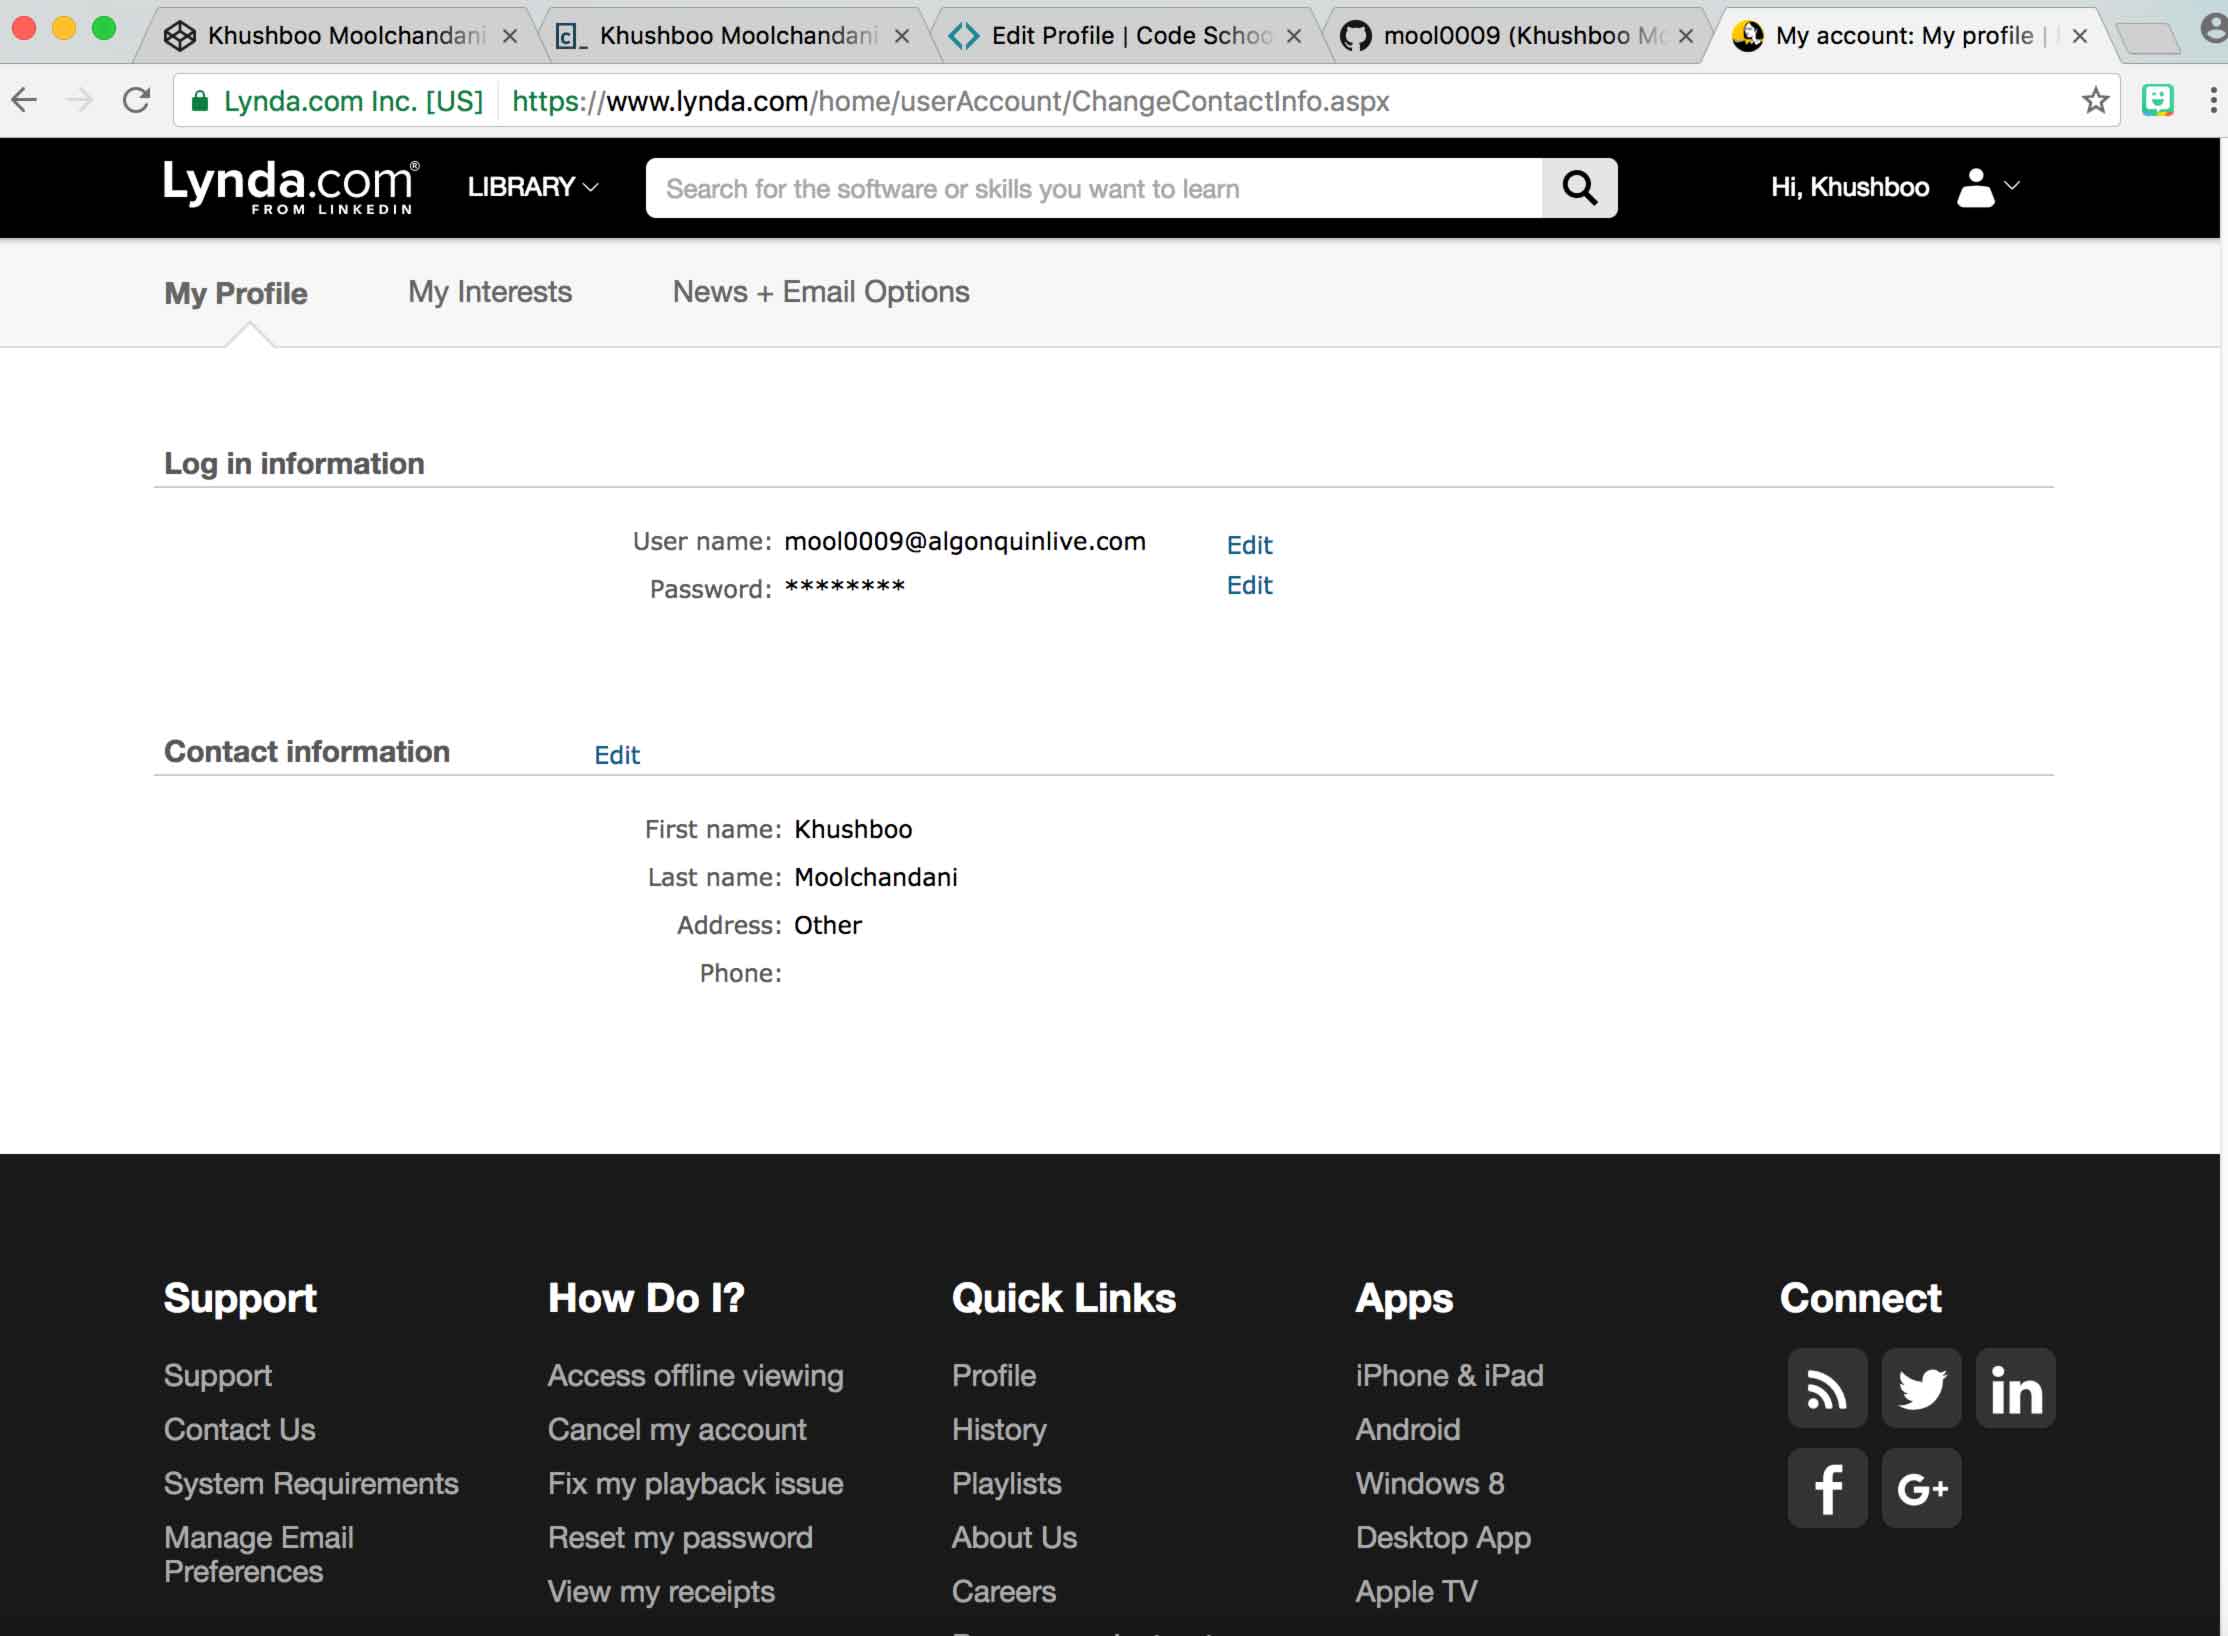 Khushboo Moolchandani
Khushboo Moolchandani
Edit Profile | Code Schoo
mool0009 (Khushboo Mo
My account: My profile |
Lynda.com Inc. [US] https://www.lynda.com/home/userAccount/ChangeContactInfo.aspx
Lynda.com®
FROM LINKEDIN
LIBRARY
Search for the software or skills you want to learn
Hi, Khushboo
My Profile My Interests News + Email Options
Log in information
User name: mool0009@algonquinlive.com Edit
Password: ******** Edit
Contact information Edit
First name: Khushboo
Last name: Moolchandani
Address: Other
Phone:
Support
Support
Contact Us
System Requirements
Manage Email
Preferences
How Do I?
Access offline viewing
Cancel my account
Fix my playback issue
Reset my password
View my receipts
Quick Links
Profile
History
Playlists
About Us
Careers
Apps
iPhone & iPad
Android
Windows 8
Desktop App
Apple TV
Connect
in
f
G+